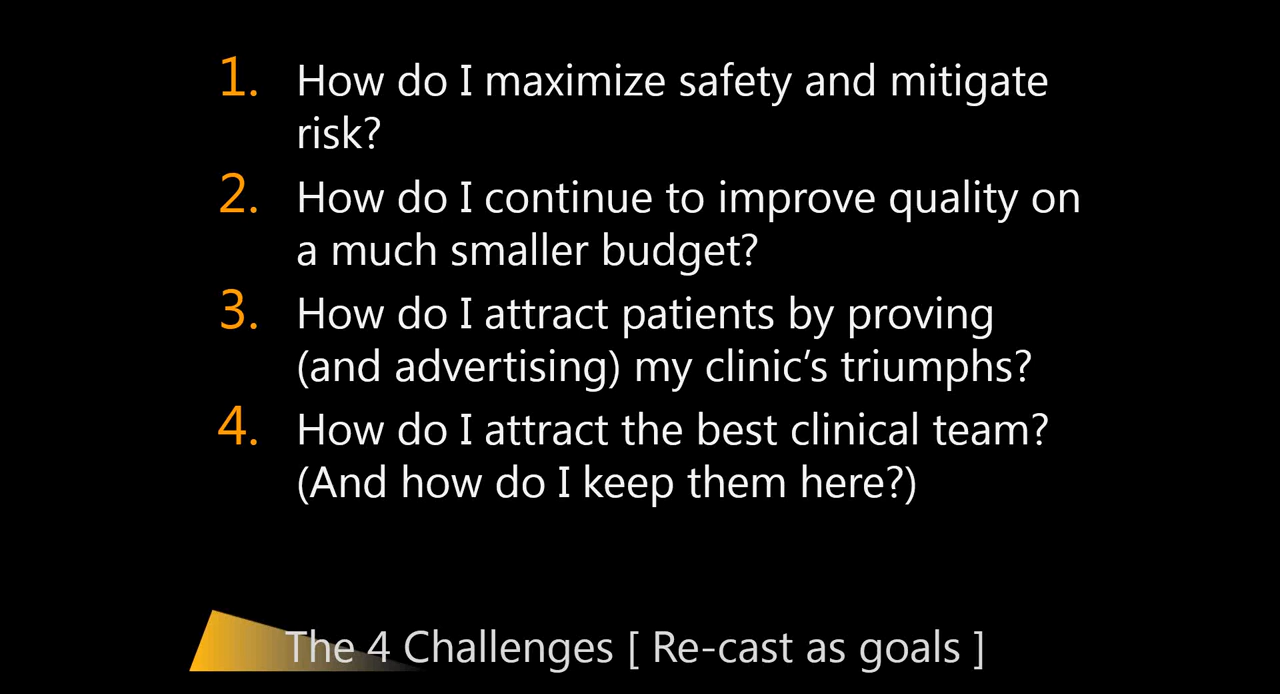 1. How do I maximize safety and mitigate
risk?
2. How do I continue to improve quality on
a much smaller budget?
3. How do I attract patients by proving
(and advertising) my clinic’s triumphs?
4. How do I attract the best clinical team?
(And how do I keep them here?)
The 4 Challenges [ Re-cast as goals ]